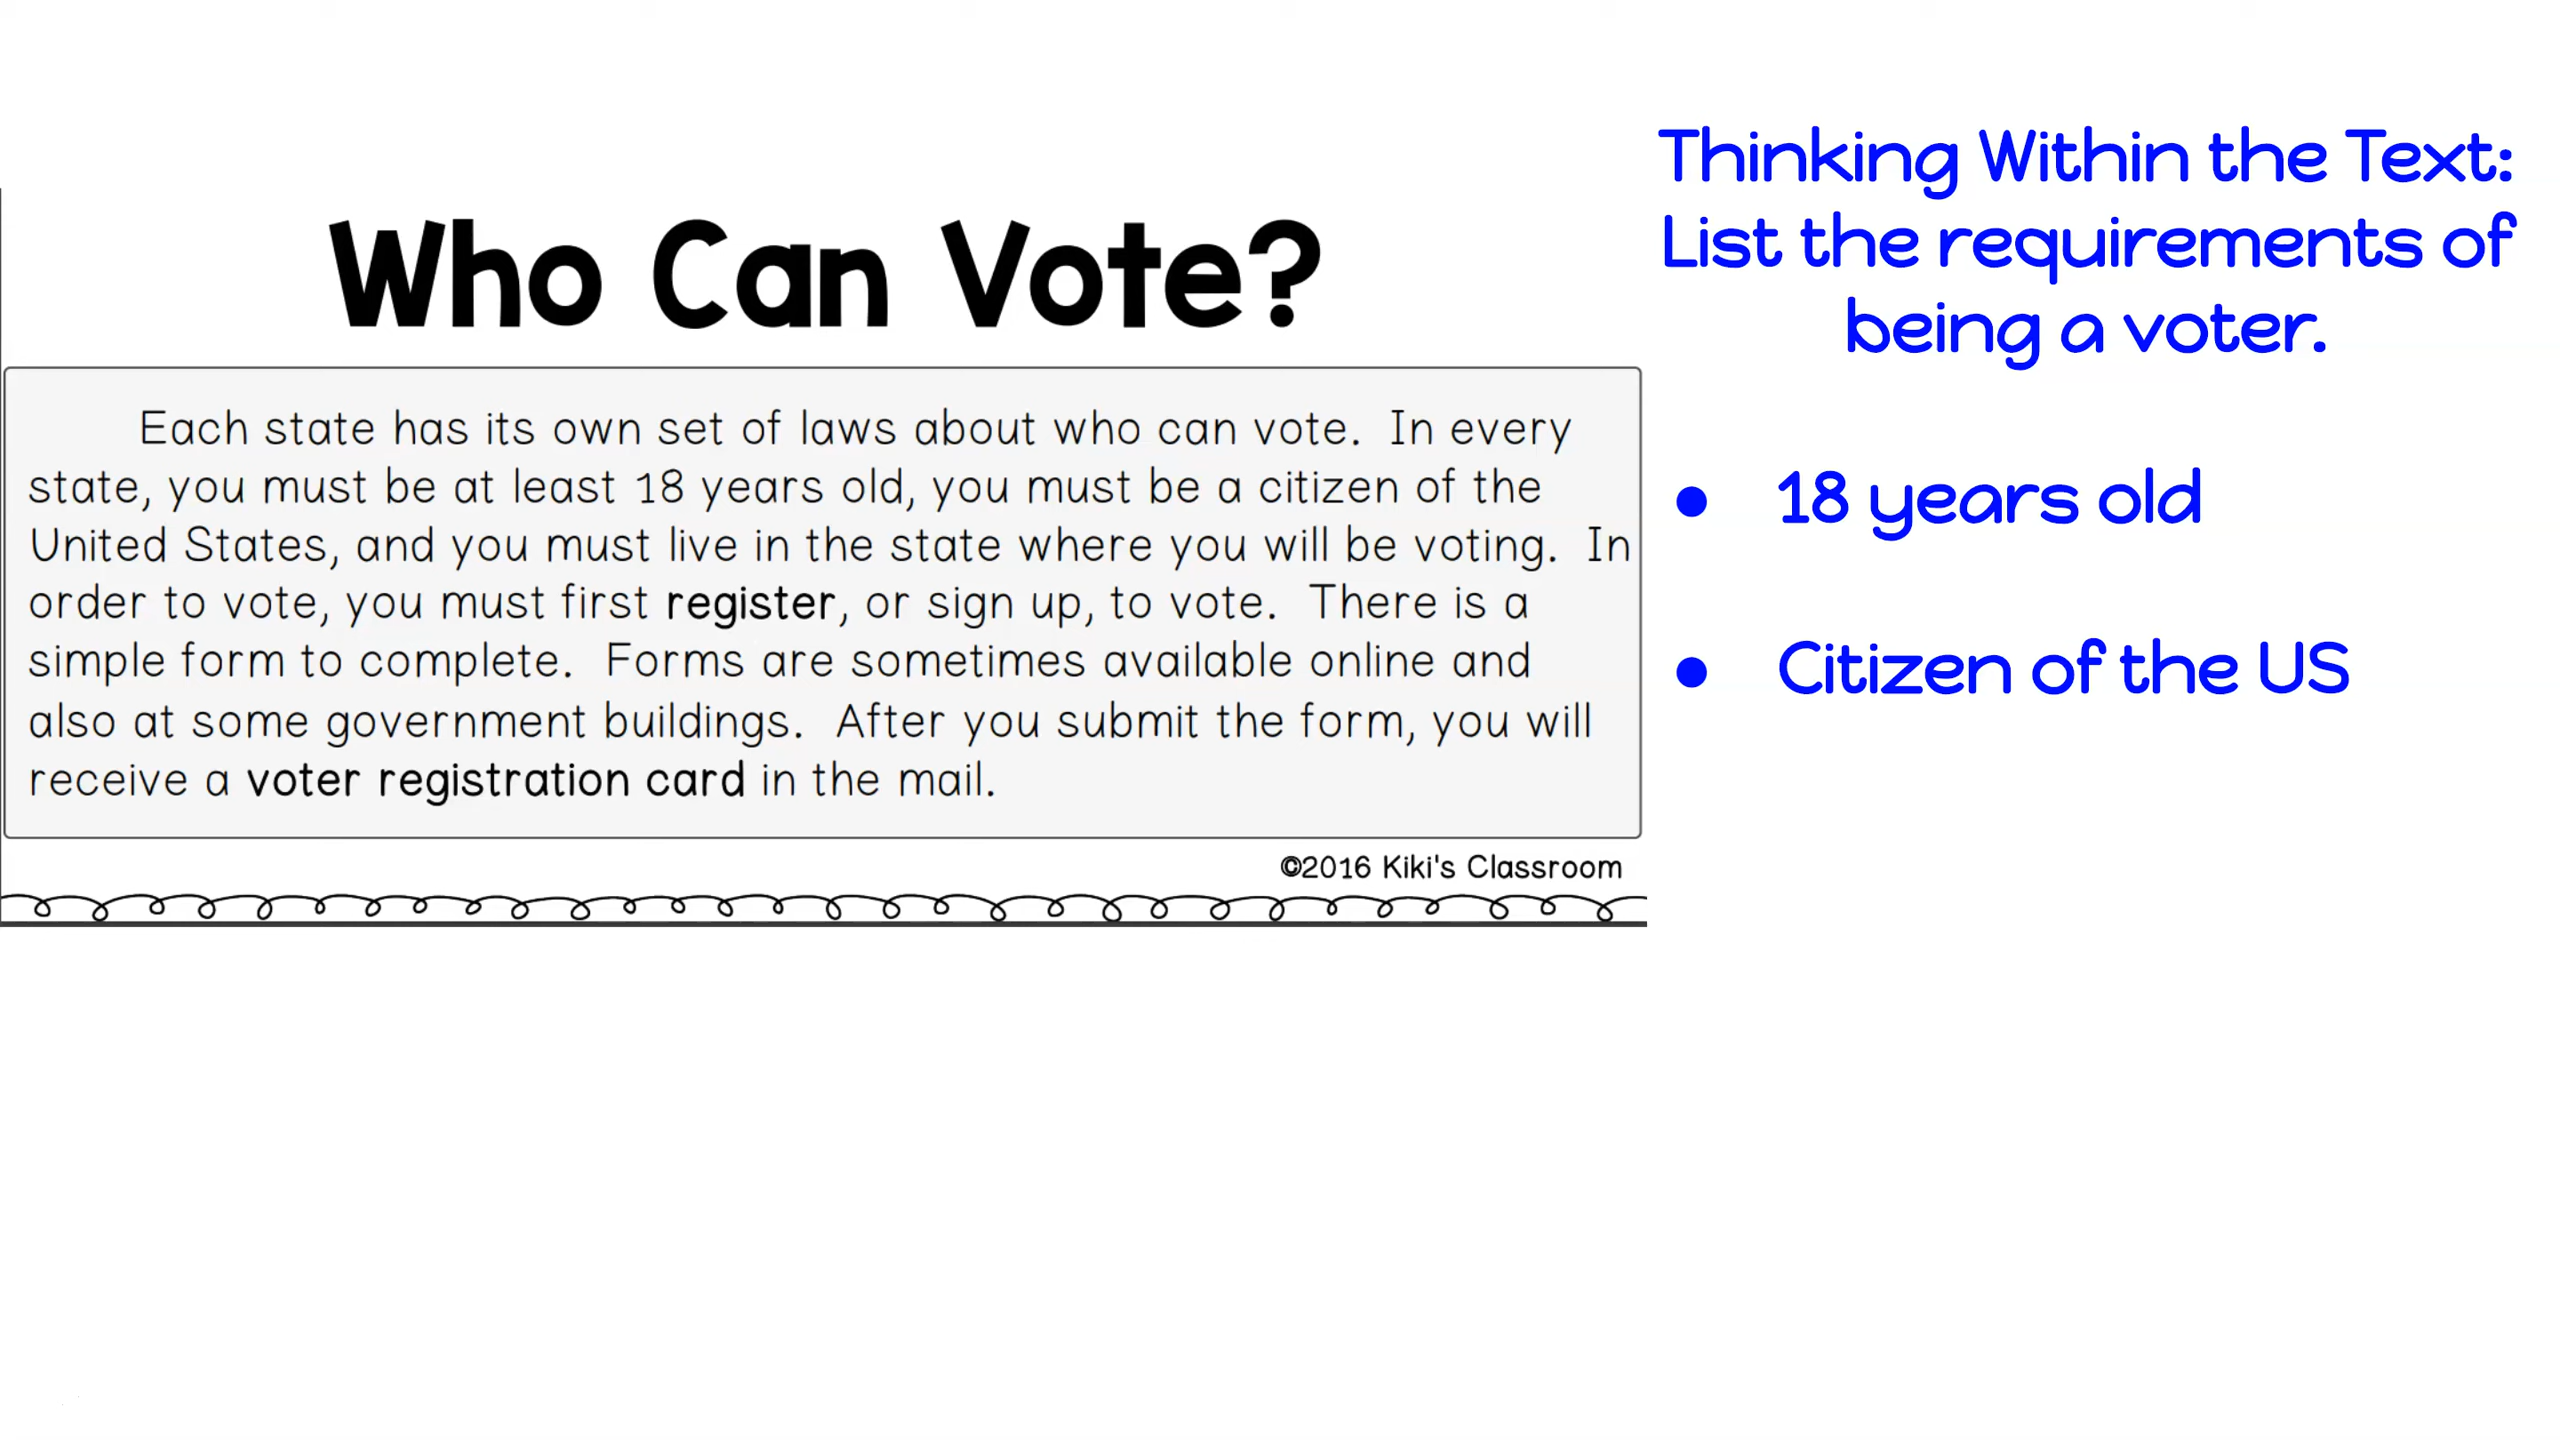 Who Can Vote?
Each state has its own set of laws about who can vote. In every
state, you must be at least 18 years old, you must be a citizen of the
United States, and you must live in the state where you will be voting. In
order to vote, you must first register, or sign up, to vote. There is a
simple form to complete. Forms are sometimes available online and
also at some government buildings. After you submit the form, you will
receive a voter registration card in the mail.
©2016 Kiki's Classroom
Thinking Within the Text:
List the requirements of
being a voter.
● 18 years old
● Citizen of the US